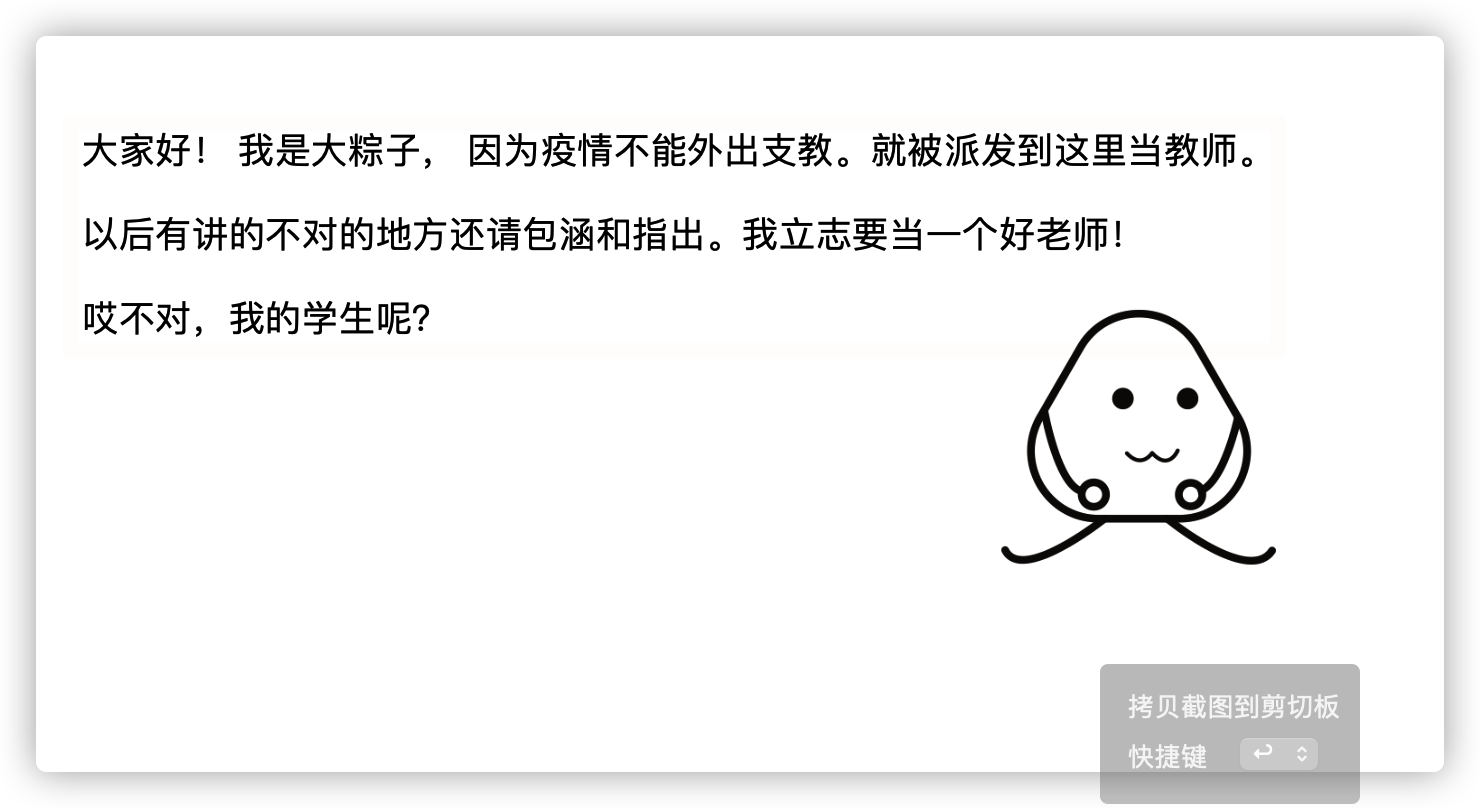 大家好！ 我是大粽子， 因为疫情不能外出支教。就被派发到这里当教师。
以后有讲的不对的地方还请包涵和指出。我立志要当一个好老师！
哎不对，我的学生呢？
拷贝截图到剪切板
快捷键